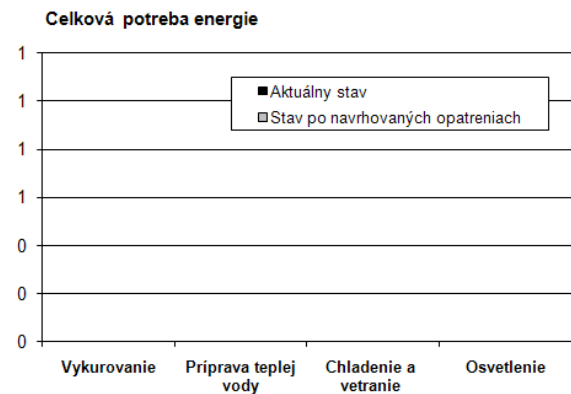 Celková potreba energie
1
1
1
1
0
0
0
Aktuálny stav
Stav po navrhovaných opatreniach
Vykurovanie
Príprava teplej
vody
Chladenie a
vetranie
Osvetlenie